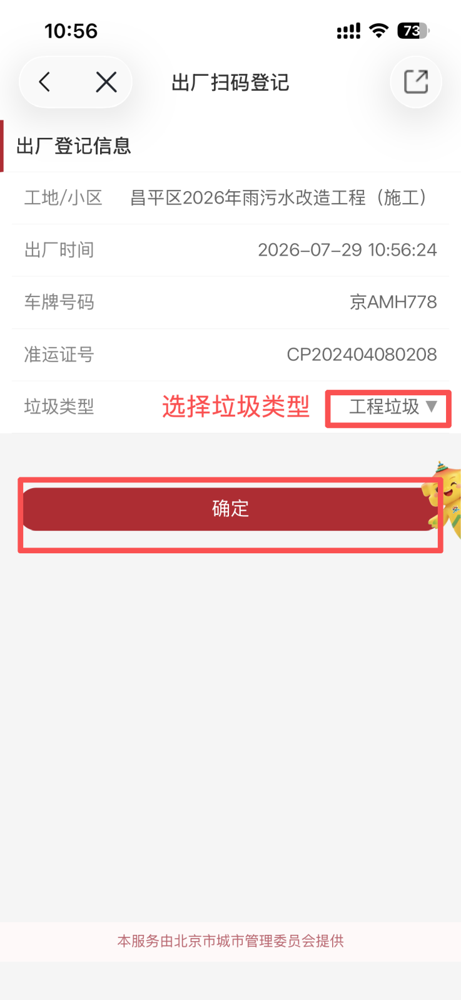 10:56
73
出厂扫码登记
出厂登记信息
工地/小区 昌平区2026年雨污水改造工程（施工）
出厂时间 2026-07-29 10:56:24
车牌号码 京AMH778
准运证号 CP202404080208
垃圾类型 选择垃圾类型 工程垃圾 ▼
确定
本服务由北京市城市管理委员会提供